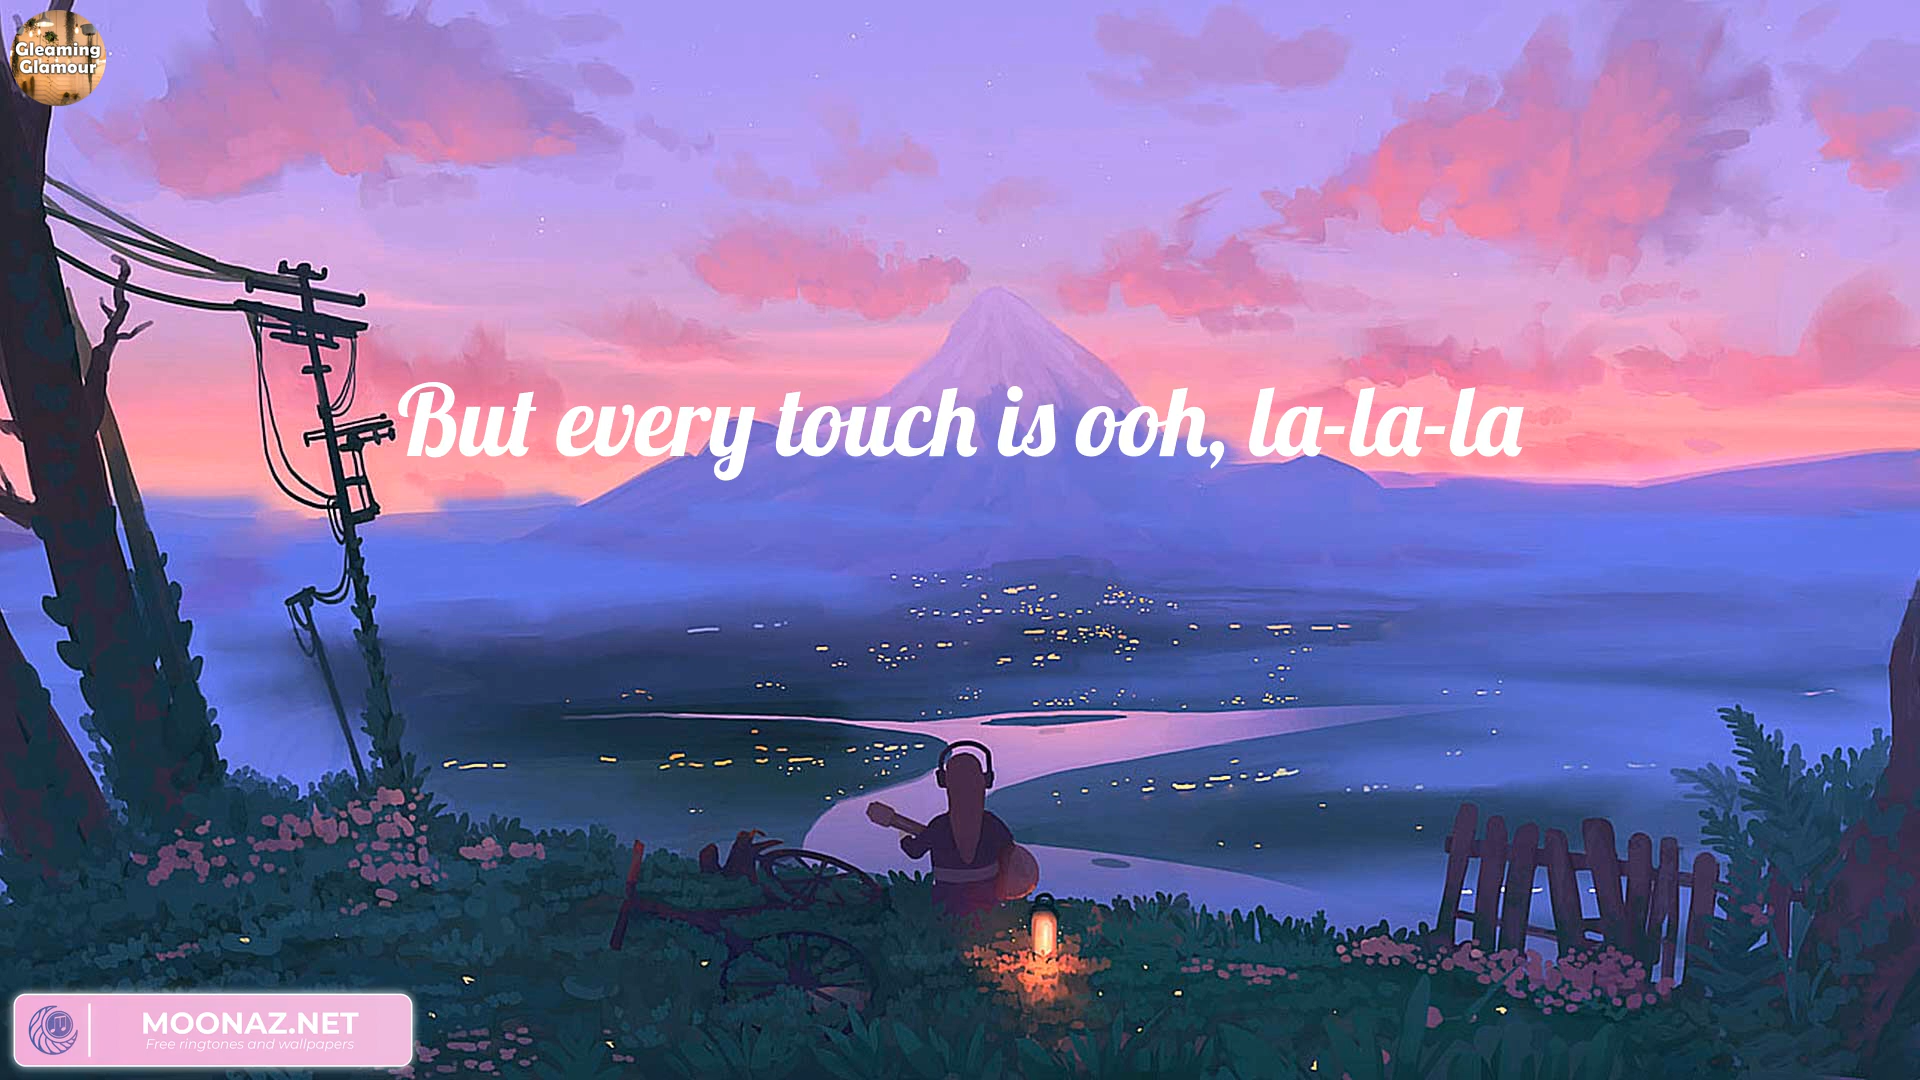 Gleaming
Glamour
But every touch is ooh, la-la-la
MOONAZ.NET
Free ringtones and wallpapers